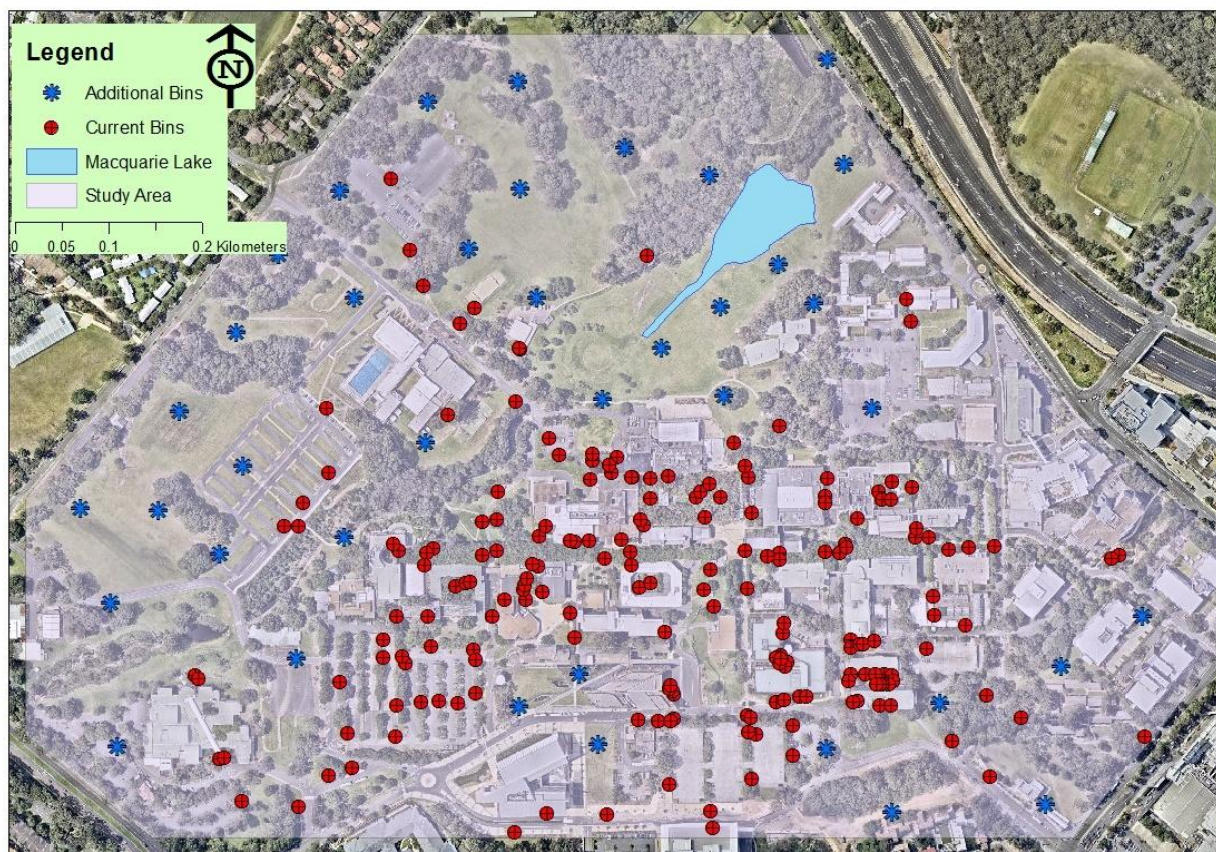 Legend
N
Additional Bins
Current Bins
Macquarie Lake
Study Area
0 0.05 0.1 0.2 Kilometers